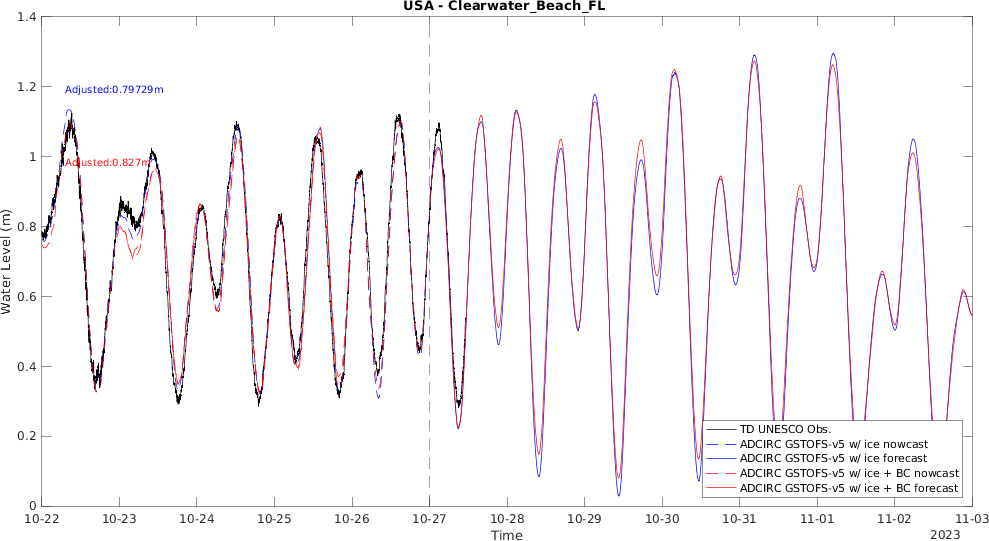 USA - Clearwater_Beach_FL
1.4
1.2
1
0.8
0.6
0.4
0.2
0
Water Level (m)
Adjusted:0.79729m
Adjusted:0.827m
TD UNESCO Obs.
ADCIRC GSTOFS-v5 w/ ice nowcast
ADCIRC GSTOFS-v5 w/ ice forecast
ADCIRC GSTOFS-v5 w/ ice + BC nowcast
ADCIRC GSTOFS-v5 w/ ice + BC forecast
10-22 10-23 10-24 10-25 10-26 10-27 10-28 10-29 10-30 10-31 11-01 11-02 11-03
Time
2023